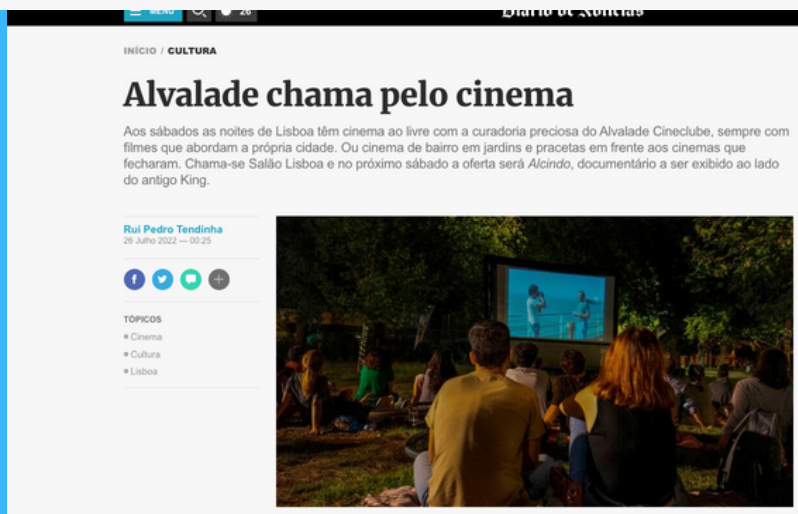 MENU 26 Diário de Notícias
INÍCIO / CULTURA
Alvalade chama pelo cinema
Aos sábados as noites de Lisboa têm cinema ao livre com a curadoria preciosa do Alvalade Cineclube, sempre com
filmes que abordam a própria cidade. Ou cinema de bairro em jardins e pracetas em frente aos cinemas que
fecharam. Chama-se Salão Lisboa e no próximo sábado a oferta será Alcindo, documentário a ser exibido ao lado
do antigo King.
Rui Pedro Tendinha
26 Julho 2022 — 00:25
TÓPICOS
Cinema
Cultura
Lisboa